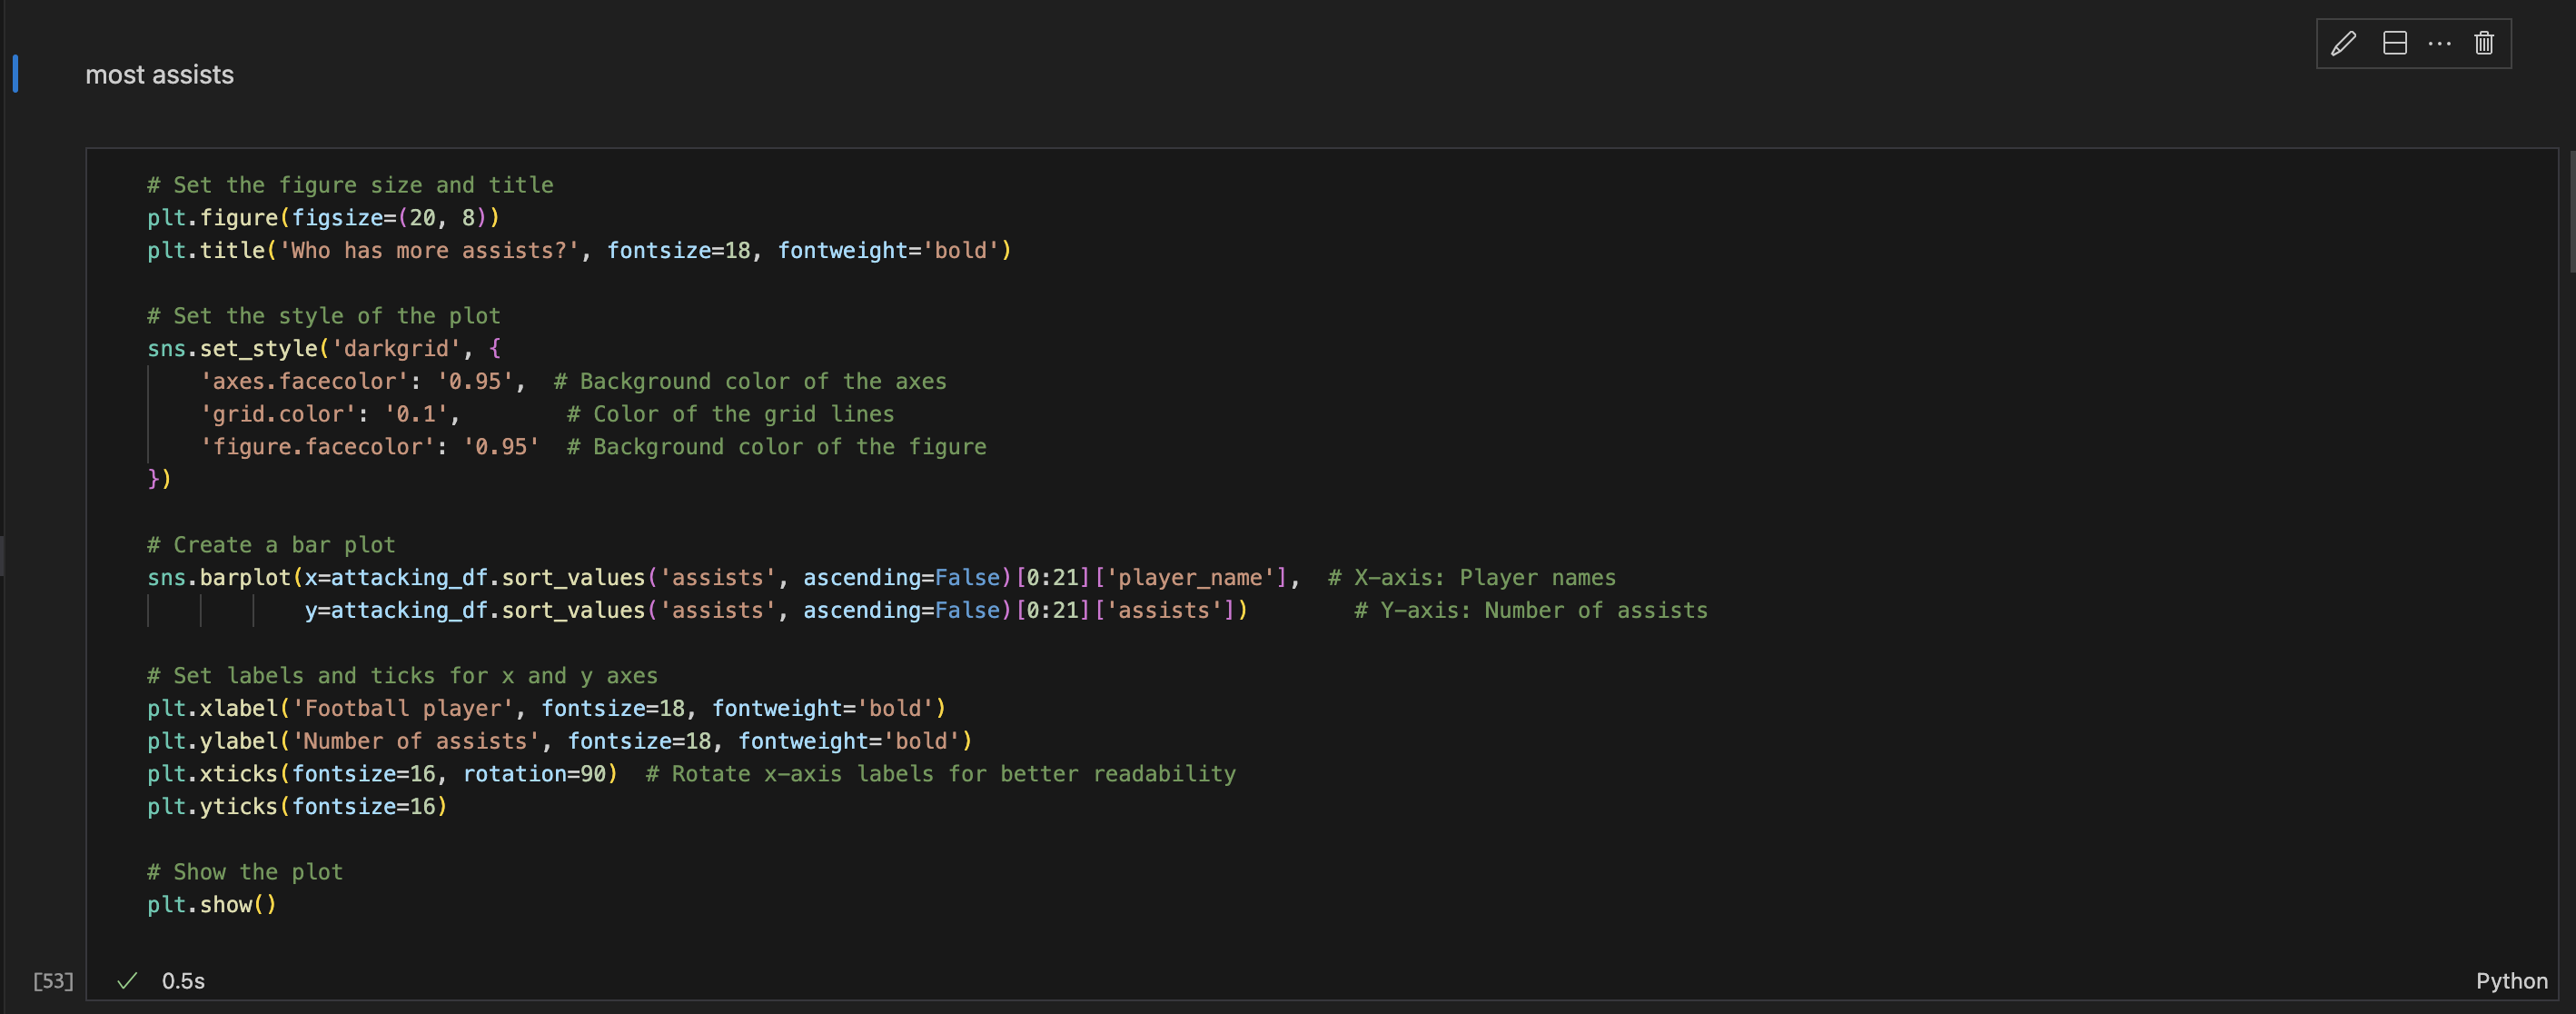 most assists
# Set the figure size and title
plt.figure(figsize=(20, 8))
plt.title('Who has more assists?', fontsize=18, fontweight='bold')
# Set the style of the plot
sns.set_style('darkgrid', {
    'axes.facecolor': '0.95',  # Background color of the axes
    'grid.color': '0.1',        # Color of the grid lines
    'figure.facecolor': '0.95'  # Background color of the figure
})
# Create a bar plot
sns.barplot(x=attacking_df.sort_values('assists', ascending=False)[0:21]['player_name'],  # X-axis: Player names
            y=attacking_df.sort_values('assists', ascending=False)[0:21]['assists'])        # Y-axis: Number of assists
# Set labels and ticks for x and y axes
plt.xlabel('Football player', fontsize=18, fontweight='bold')
plt.ylabel('Number of assists', fontsize=18, fontweight='bold')
plt.xticks(fontsize=16, rotation=90)  # Rotate x-axis labels for better readability
plt.yticks(fontsize=16)
# Show the plot
plt.show()
[53] 0.5s Python